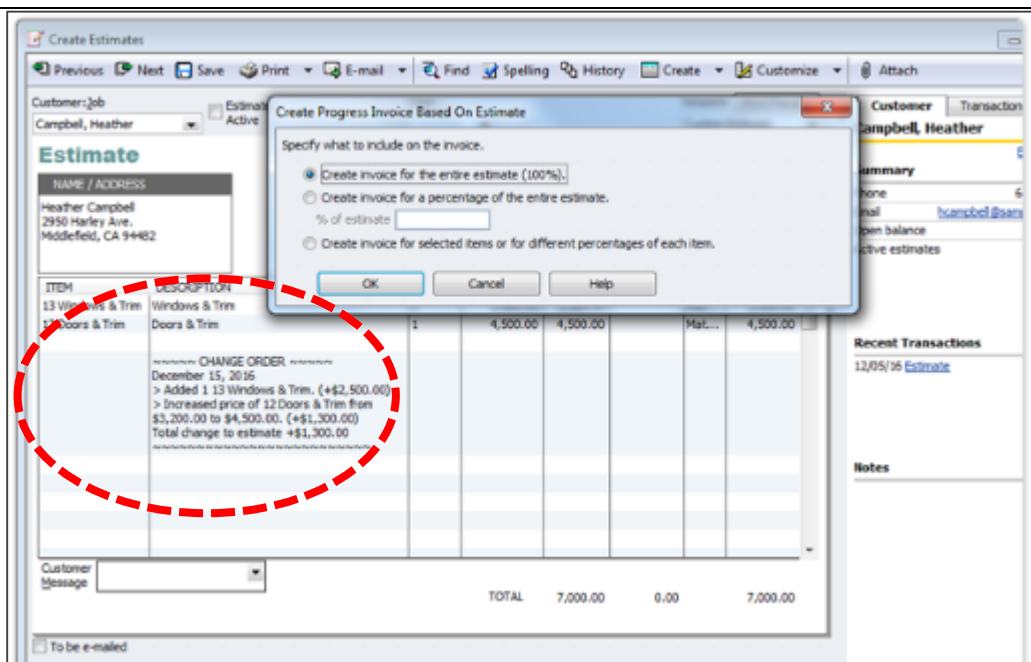 Create Estimates
Previous Next Save Print E-mail Find Spelling History Create Customize Attach
Customer:Job
Campbell, Heather
Active
Create Progress Invoice Based On Estimate
Specify what to include on the invoice.
Create invoice for the entire estimate (100%).
Create invoice for a percentage of the entire estimate.
% of estimate
Create invoice for selected items or for different percentages of each item.
OK Cancel Help
Customer Transaction
Campbell, Heather
Summary
Open balance
Active estimates
Recent Transactions
12/05/16 Estimate
Notes
Estimate
NAME / ADDRESS
Heather Campbell
2950 Harley Ave.
Middlefield, CA 94482
ITEM DESCRIPTION
13 Windows & Trim Windows & Trim
12 Doors & Trim Doors & Trim 1 4,500.00 4,500.00 Mat... 4,500.00
~~~~~ CHANGE ORDER ~~~~~
December 15, 2016
> Added 1 13 Windows & Trim. (+$2,500.00)
> Increased price of 12 Doors & Trim from
$3,200.00 to $4,500.00. (+$1,300.00)
Total change to estimate +$1,300.00
Customer
Message
TOTAL 7,000.00 0.00 7,000.00
To be e-mailed